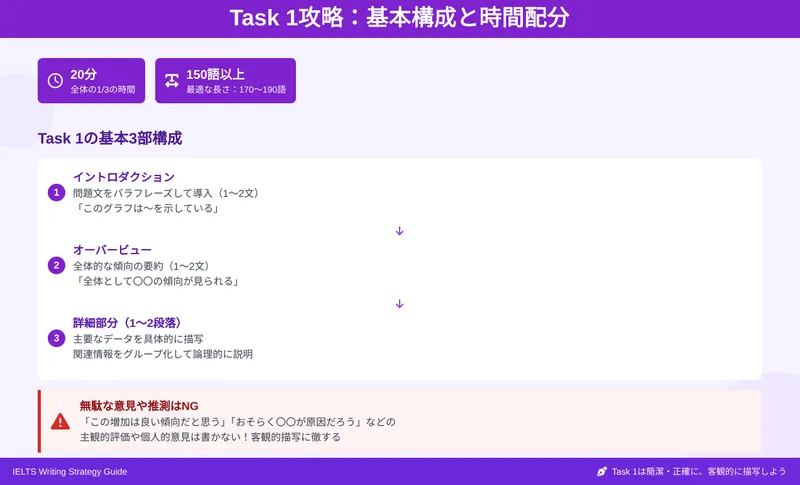 Task 1攻略：基本構成と時間配分
20分
全体の1/3の時間
150語以上
最適な長さ：170〜190語
Task 1の基本3部構成
1
イントロダクション
問題文をパラフレーズして導入（1〜2文）
「このグラフは〜を示している」
↓
2
オーバービュー
全体的な傾向の要約（1〜2文）
「全体として〇〇の傾向が見られる」
↓
3
詳細部分（1〜2段落）
主要なデータを具体的に描写
関連情報をグループ化して論理的に説明
無駄な意見や推測はNG
「この増加は良い傾向だと思う」「おそらく〇〇が原因だろう」などの
主観的評価や個人的意見は書かない！客観的描写に徹する
IELTS Writing Strategy Guide
Task 1は簡潔・正確に、客観的に描写しよう